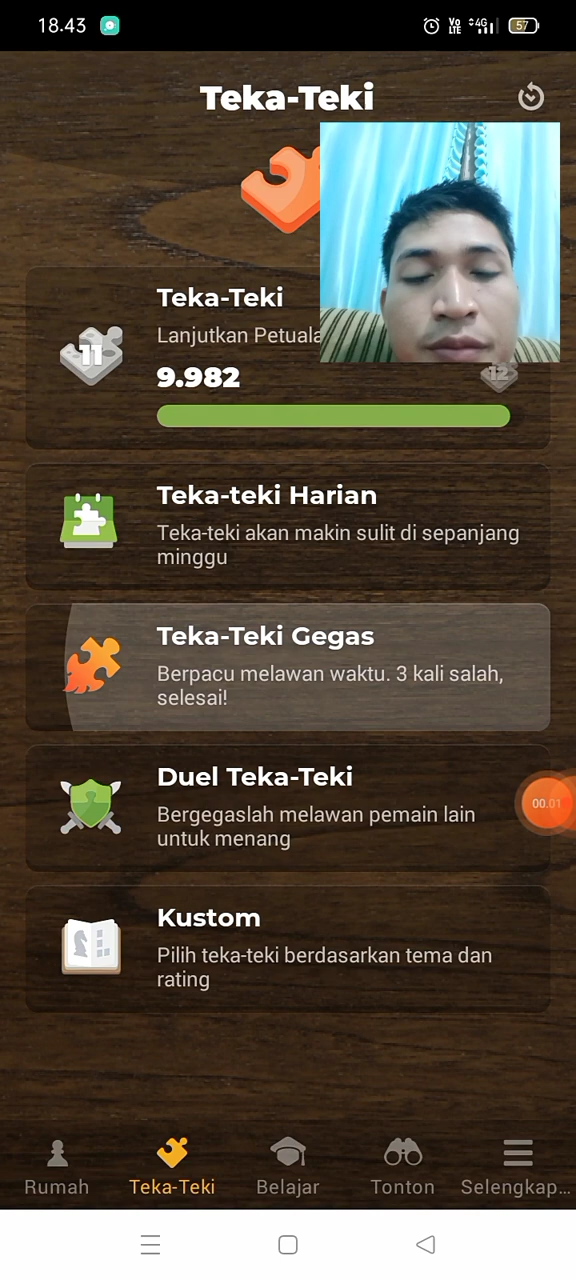 18.43
Vo LTE 4G 57
Teka-Teki
Teka-Teki
Lanjutkan
11
9.982
12
Teka-teki Harian
Teka-teki akan makin sulit di sepanjang
minggu
Teka-Teki Gegas
Berpacu melawan waktu. 3 kali salah,
selesai!
Duel Teka-Teki
Bergegaslah melawan pemain lain
untuk menang
00.01
Kustom
Pilih teka-teki berdasarkan tema dan
rating
Rumah
Teka-Teki
Belajar
Tonton
Selengkap...